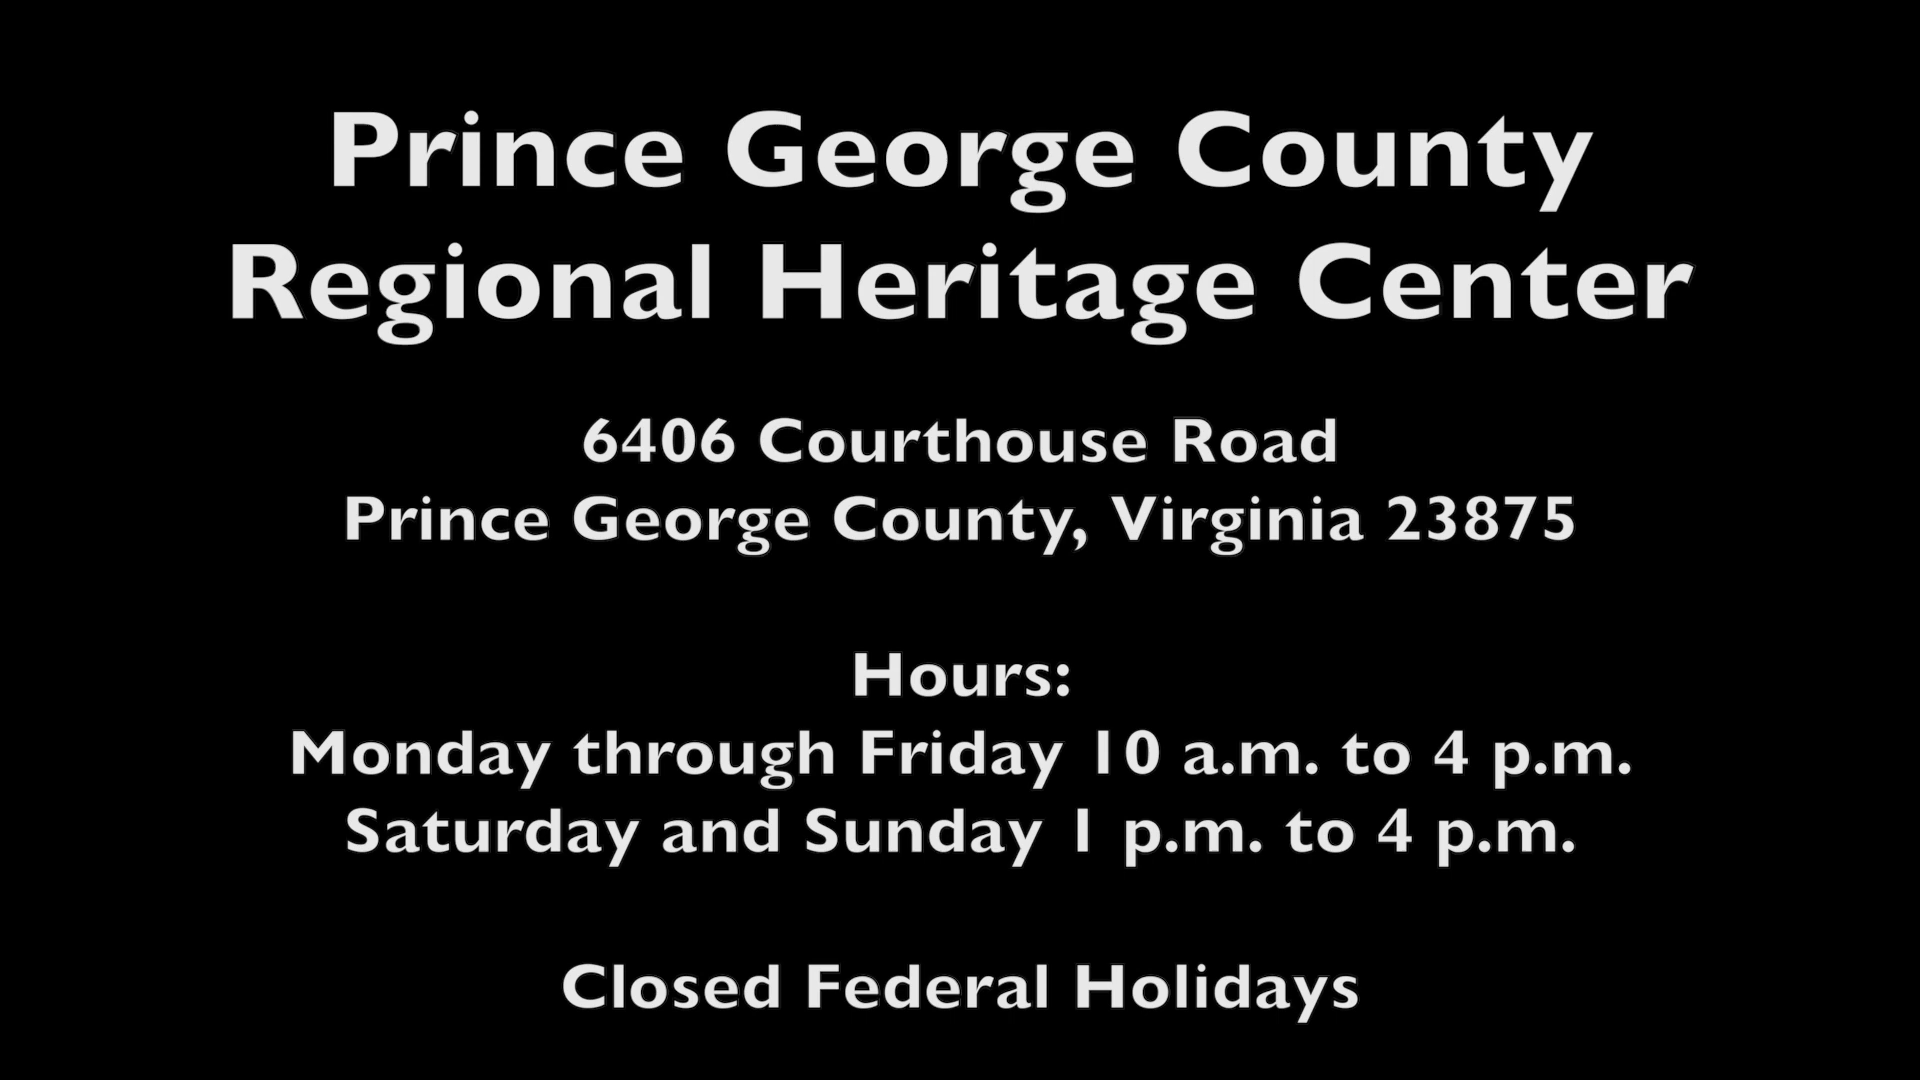 Prince George County
Regional Heritage Center
6406 Courthouse Road
Prince George County, Virginia 23875
Hours:
Monday through Friday 10 a.m. to 4 p.m.
Saturday and Sunday 1 p.m. to 4 p.m.
Closed Federal Holidays